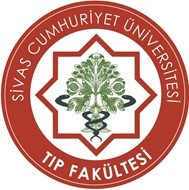 SİVAS CUMHURİYET ÜNİVERSİTESİ
TIP FAKÜLTESİ